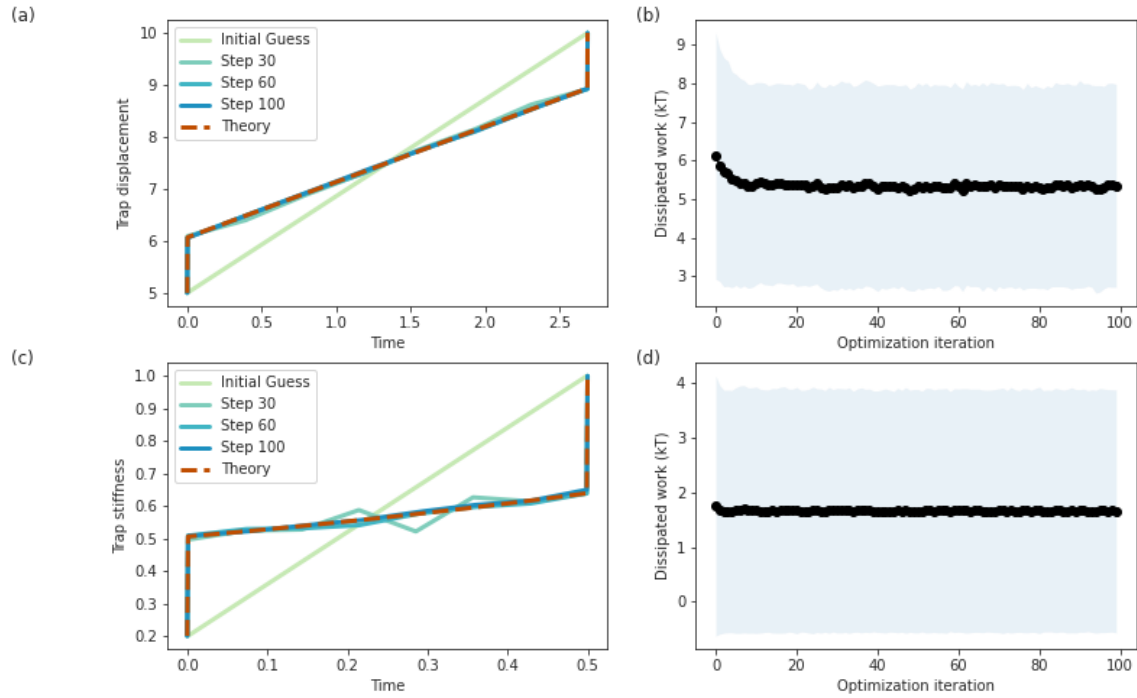 (a)
10
9
8
7
6
5
Trap displacement
Initial Guess
Step 30
Step 60
Step 100
Theory
0.0 0.5 1.0 1.5 2.0 2.5
Time
(b)
9
8
7
6
5
4
3
Dissipated work (kT)
0 20 40 60 80 100
Optimization iteration
(c)
1.0
0.9
0.8
0.7
0.6
0.5
0.4
0.3
0.2
Trap stiffness
Initial Guess
Step 30
Step 60
Step 100
Theory
0.0 0.1 0.2 0.3 0.4 0.5
Time
(d)
4
3
2
1
0
Dissipated work (kT)
0 20 40 60 80 100
Optimization iteration